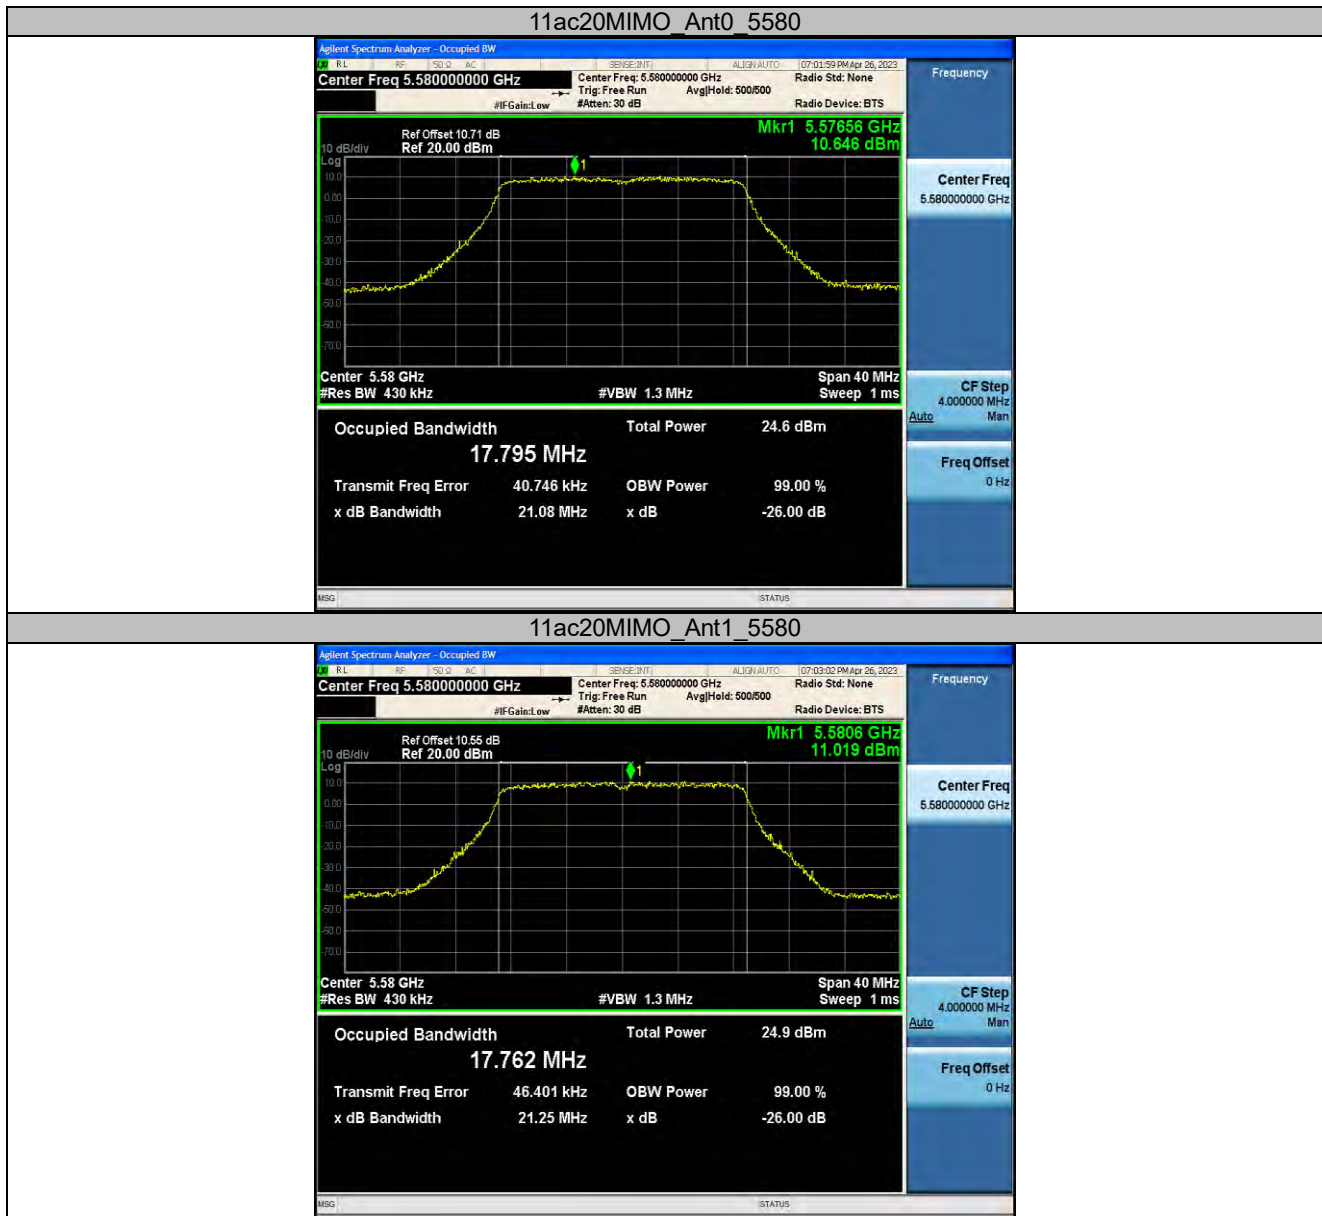 11ac20MIMO_Ant0_5580
Agilent Spectrum Analyzer - Occupied BW
RL RF 50 Ω AC SENSE:INT ALIGN AUTO 07:01:59 PM Apr 26, 2023
Center Freq 5.580000000 GHz
Center Freq: 5.580000000 GHz
Radio Std: None
Trig: Free Run
Avg|Hold: 500/500
#IFGain:Low
#Atten: 30 dB
Radio Device: BTS
Frequency
Mkr1 5.57656 GHz
10.646 dBm
Ref Offset 10.71 dB
10 dB/div Ref 20.00 dBm
Log
10.0
0.00
-10.0
-20.0
-30.0
-40.0
-50.0
-60.0
-70.0
1
Center 5.58 GHz
Span 40 MHz
#Res BW 430 kHz
#VBW 1.3 MHz
Sweep 1 ms
Center Freq
5.580000000 GHz
CF Step
4.000000 MHz
Auto Man
Freq Offset
0 Hz
Occupied Bandwidth
Total Power 24.6 dBm
17.795 MHz
Transmit Freq Error 40.746 kHz OBW Power 99.00 %
x dB Bandwidth 21.08 MHz x dB -26.00 dB
MSG STATUS
11ac20MIMO_Ant1_5580
Agilent Spectrum Analyzer - Occupied BW
RL RF 50 Ω AC SENSE:INT ALIGN AUTO 07:03:02 PM Apr 26, 2023
Center Freq 5.580000000 GHz
Center Freq: 5.580000000 GHz
Radio Std: None
Trig: Free Run
Avg|Hold: 500/500
#IFGain:Low
#Atten: 30 dB
Radio Device: BTS
Frequency
Mkr1 5.5806 GHz
11.019 dBm
Ref Offset 10.55 dB
10 dB/div Ref 20.00 dBm
Log
10.0
0.00
-10.0
-20.0
-30.0
-40.0
-50.0
-60.0
-70.0
1
Center 5.58 GHz
Span 40 MHz
#Res BW 430 kHz
#VBW 1.3 MHz
Sweep 1 ms
Center Freq
5.580000000 GHz
CF Step
4.000000 MHz
Auto Man
Freq Offset
0 Hz
Occupied Bandwidth
Total Power 24.9 dBm
17.762 MHz
Transmit Freq Error 46.401 kHz OBW Power 99.00 %
x dB Bandwidth 21.25 MHz x dB -26.00 dB
MSG STATUS